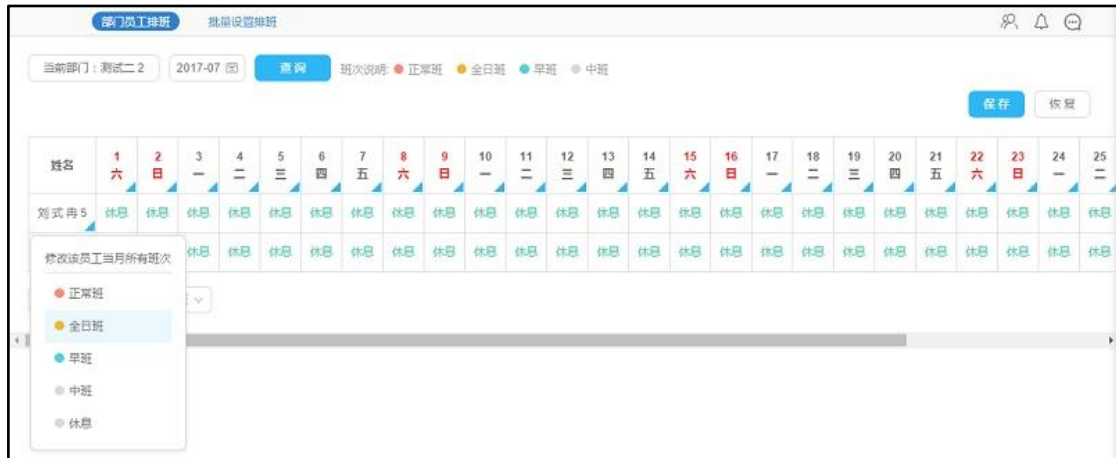 部门员工排班 批量设置排班
当前部门：测试二 2 2017-07 查询 班次说明: 正常班 全日班 早班 中班
保存 恢复
姓名 1 2 3 4 5 6 7 8 9 10 11 12 13 14 15 16 17 18 19 20 21 22 23 24 25
六 日 一 二 三 四 五 六 日 一 二 三 四 五 六 日 一 二 三 四 五 六 日 一 二
刘式冉5 休息 休息 休息 休息 休息 休息 休息 休息 休息 休息 休息 休息 休息 休息 休息 休息 休息 休息 休息 休息 休息 休息 休息 休息 休息
休息 休息 休息 休息 休息 休息 休息 休息 休息 休息 休息 休息 休息 休息 休息 休息 休息 休息 休息 休息 休息 休息 休息
修改该员工当月所有班次
正常班
全日班
早班
中班
休息